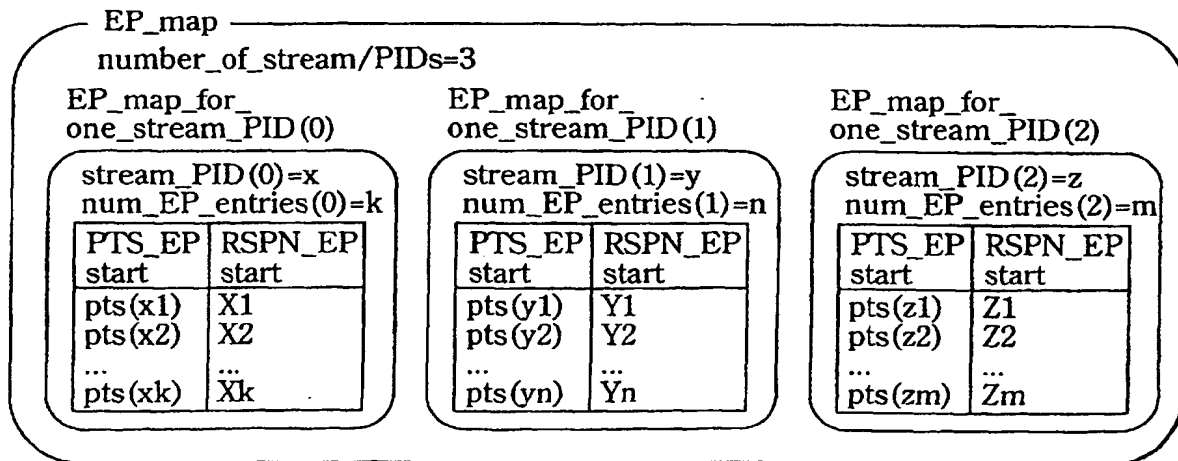 EP_map
number_of_stream/PIDs=3
EP_map_for_
one_stream_PID(0)
stream_PID(0)=x
num_EP_entries(0)=k
PTS_EP start RSPN_EP start
pts(x1) X1
pts(x2) X2
... ...
pts(xk) Xk
EP_map_for_
one_stream_PID(1)
stream_PID(1)=y
num_EP_entries(1)=n
PTS_EP start RSPN_EP start
pts(y1) Y1
pts(y2) Y2
... ...
pts(yn) Yn
EP_map_for_
one_stream_PID(2)
stream_PID(2)=z
num_EP_entries(2)=m
PTS_EP start RSPN_EP start
pts(z1) Z1
pts(z2) Z2
... ...
pts(zm) Zm